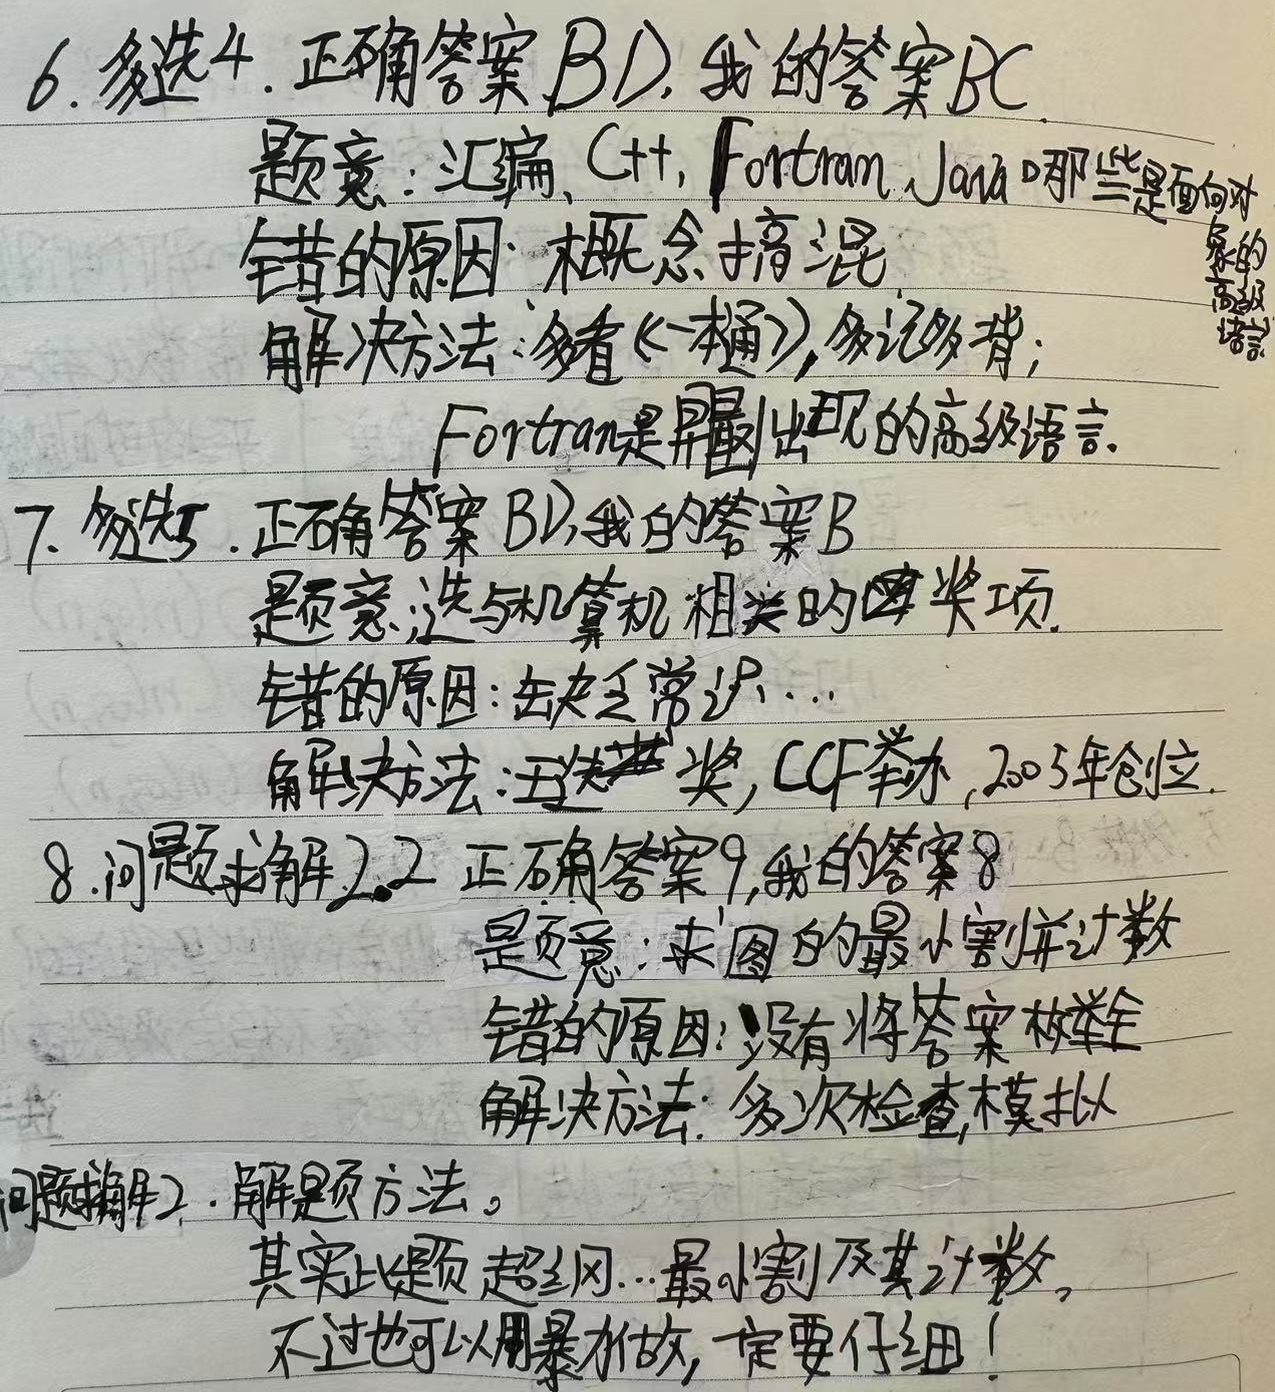 6. 多选4. 正确答案BD, 我的答案BC.
题意: 汇编、C++, Fortran、Java 哪些是面向对
象的
高级
语言
错的原因: 概念搞混.
解决方法: 多看《一本通》, 多记多背;
Fortran是最早出现的高级语言.
7. 多选5. 正确答案BD, 我的答案B
题意: 选与机算机相关的奖项.
错的原因: 缺乏常识....
解决方法: 王选奖, CCF举办, 2005年创立.
8. 问题求解2.2 正确答案9, 我的答案8
题意: 求图的最小割并计数
错的原因: 没有将答案枚举全
解决方法: 多次检查,模拟
问题求解2. 解题方法。
其实此题超纲...最小割及其计数。
不过也可以用暴力做, 一定要仔细!